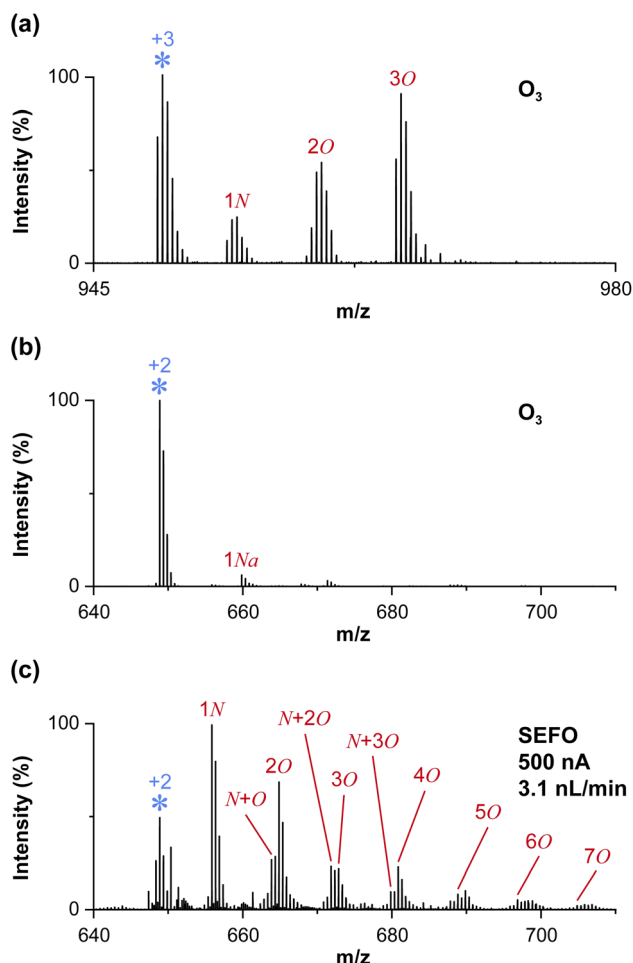 (a)
+3
*
100
Intensity (%)
0
1N
2O
3O
O₃
945
980
m/z
(b)
+2
*
100
Intensity (%)
0
1Na
O₃
640
660
680
700
m/z
(c)
+2
*
100
Intensity (%)
0
1N
N+O
2O
N+2O
3O
N+3O
4O
5O
6O
7O
SEFO
500 nA
3.1 nL/min
640
660
680
700
m/z